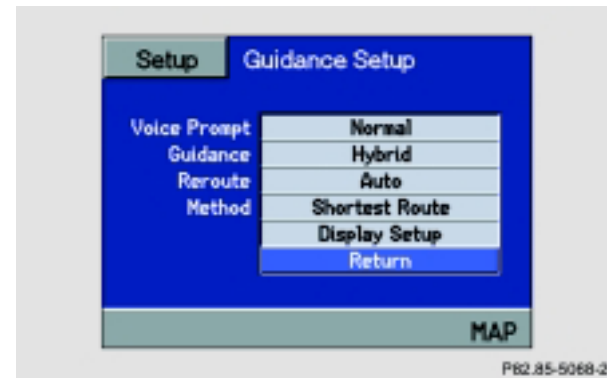 Setup Guidance Setup
Voice Prompt Normal
Guidance Hybrid
Reroute Auto
Method Shortest Route
Display Setup
Return
MAP
P82.85-5068-2